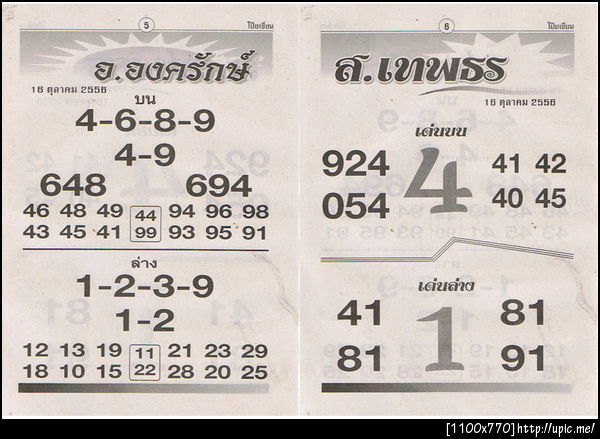 5
โป๊ยเซียน
อ.องครักษ์
16 ตุลาคม 2556
บน
4-6-8-9
4-9
648 694
46 48 49 44 94 96 98
43 45 41 99 93 95 91
ล่าง
1-2-3-9
1-2
12 13 19 11 21 23 29
18 10 15 22 28 20 25
6
โป๊ยเซียน
ส.เทพธร
16 ตุลาคม 2556
เด่นบน
924 4 41 42
054 40 45
เด่นล่าง
41 1 81
81 91
[1100x770]http://upic.me/